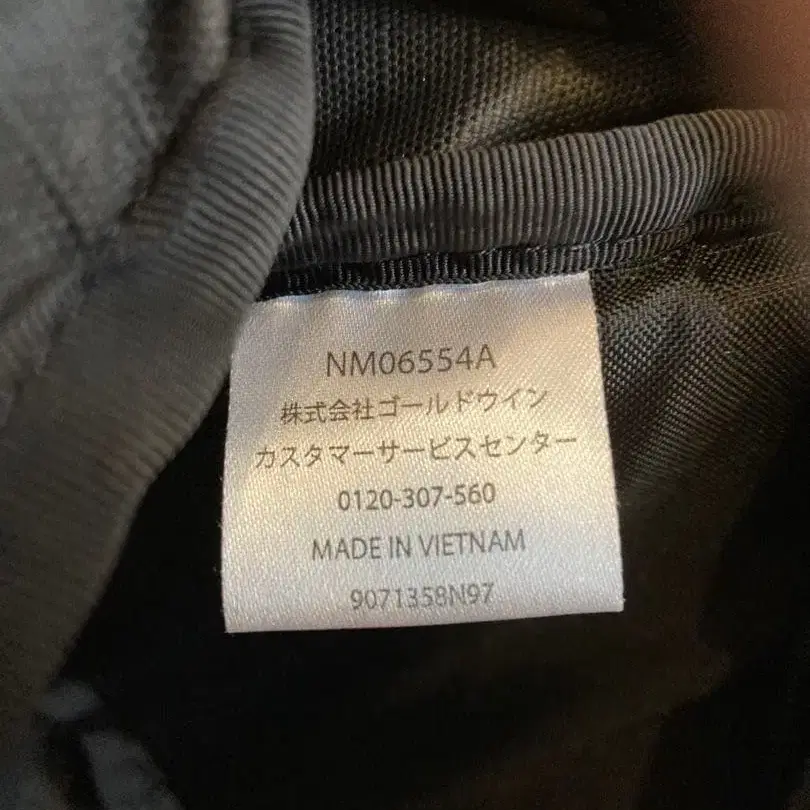 NM06554A
株式会社ゴールドウイン
カスタマーサービスセンター
0120-307-560
MADE IN VIETNAM
9071358N97